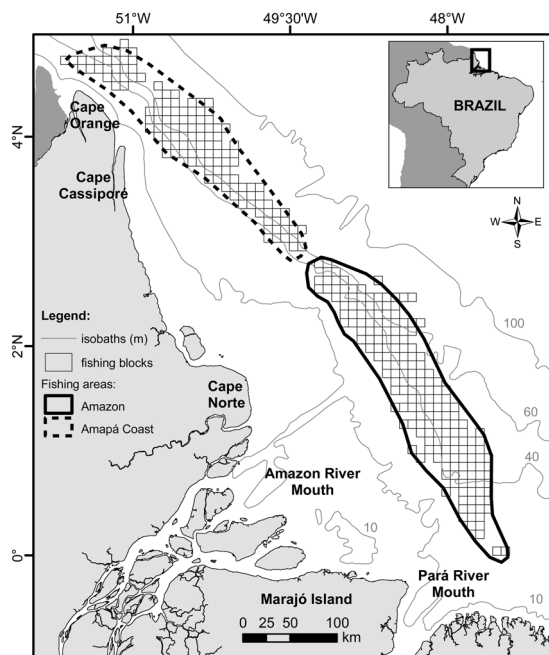 51°W
49°3'W
48°W
4°N
2°N
0°
Cape
Orange
Cape
Cassiporé
BRAZIL
N
W
E
S
Legend:
isobaths (m)
fishing blocks
Fishing areas:
Amazon
Amapá Coast
100
60
40
10
10
Cape
Norte
Amazon River
Mouth
Pará River
Mouth
Marajó Island
0 25 50 100
km